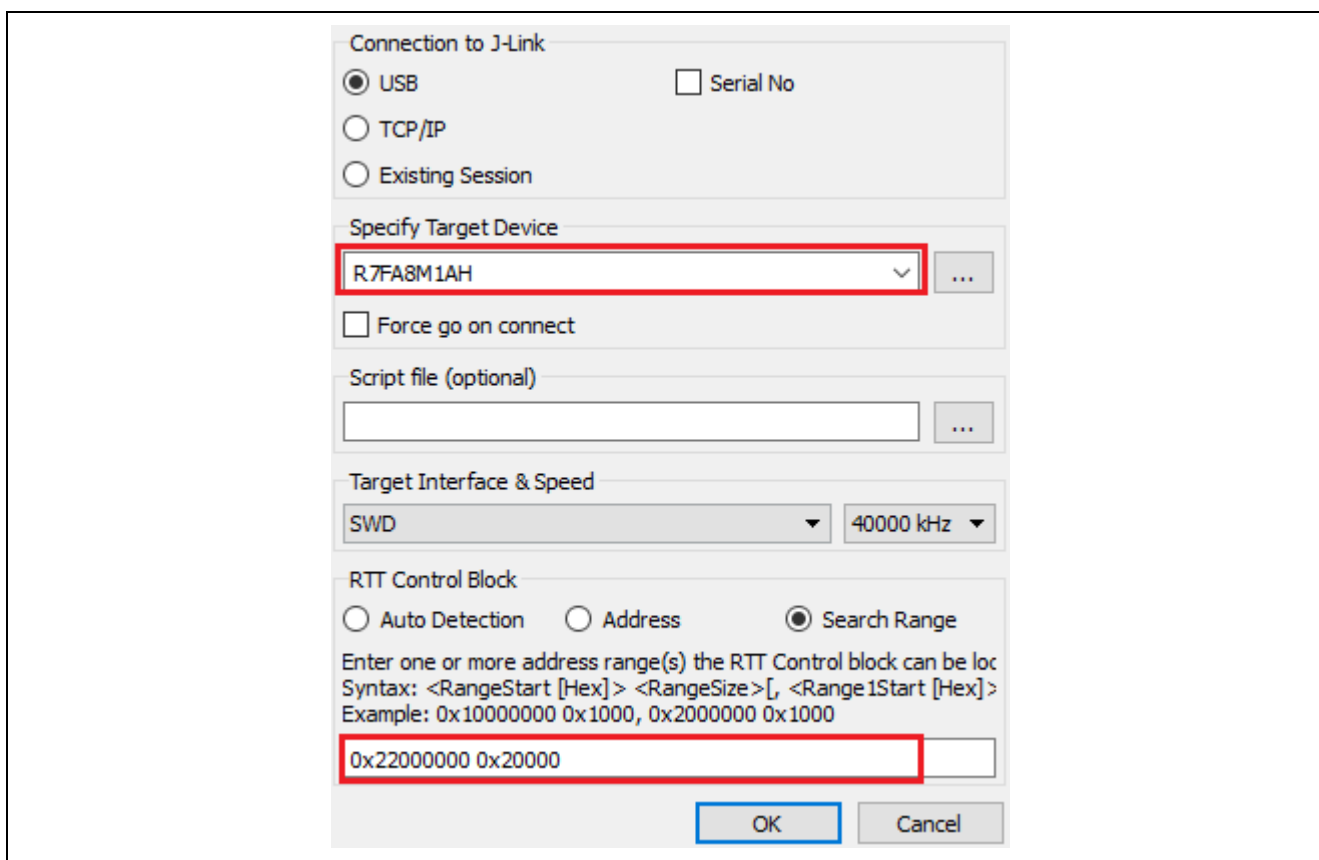 Connection to J-Link
USB Serial No
TCP/IP
Existing Session
Specify Target Device
R7FA8M1AH ...
Force go on connect
Script file (optional)
...
Target Interface & Speed
SWD 40000 kHz
RTT Control Block
Auto Detection Address Search Range
Enter one or more address range(s) the RTT Control block can be loc
Syntax: <RangeStart [Hex]> <RangeSize>[, <Range1Start [Hex]>
Example: 0x10000000 0x1000, 0x2000000 0x1000
0x22000000 0x20000
OK Cancel